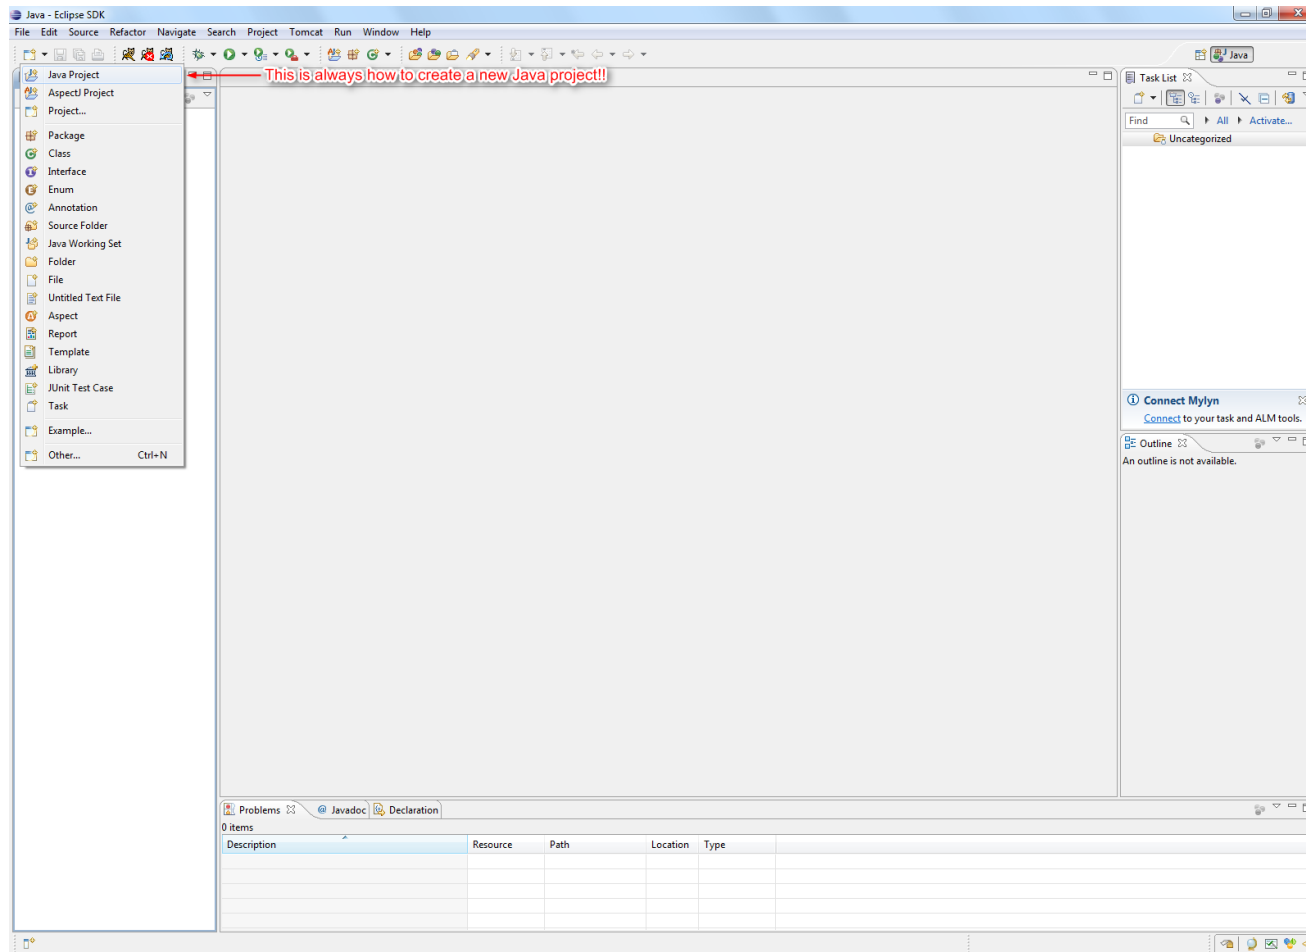 Java - Eclipse SDK
File Edit Source Refactor Navigate Search Project Tomcat Run Window Help
Java
Java Project
This is always how to create a new Java project!!
AspectJ Project
Project...
Package
Class
Interface
Enum
Annotation
Source Folder
Java Working Set
Folder
File
Untitled Text File
Aspect
Report
Template
Library
JUnit Test Case
Task
Example...
Other... Ctrl+N
Task List
Find All Activate...
Uncategorized
Connect Mylyn
Connect to your task and ALM tools.
Outline
An outline is not available.
Problems @ Javadoc Declaration
0 items
Description Resource Path Location Type